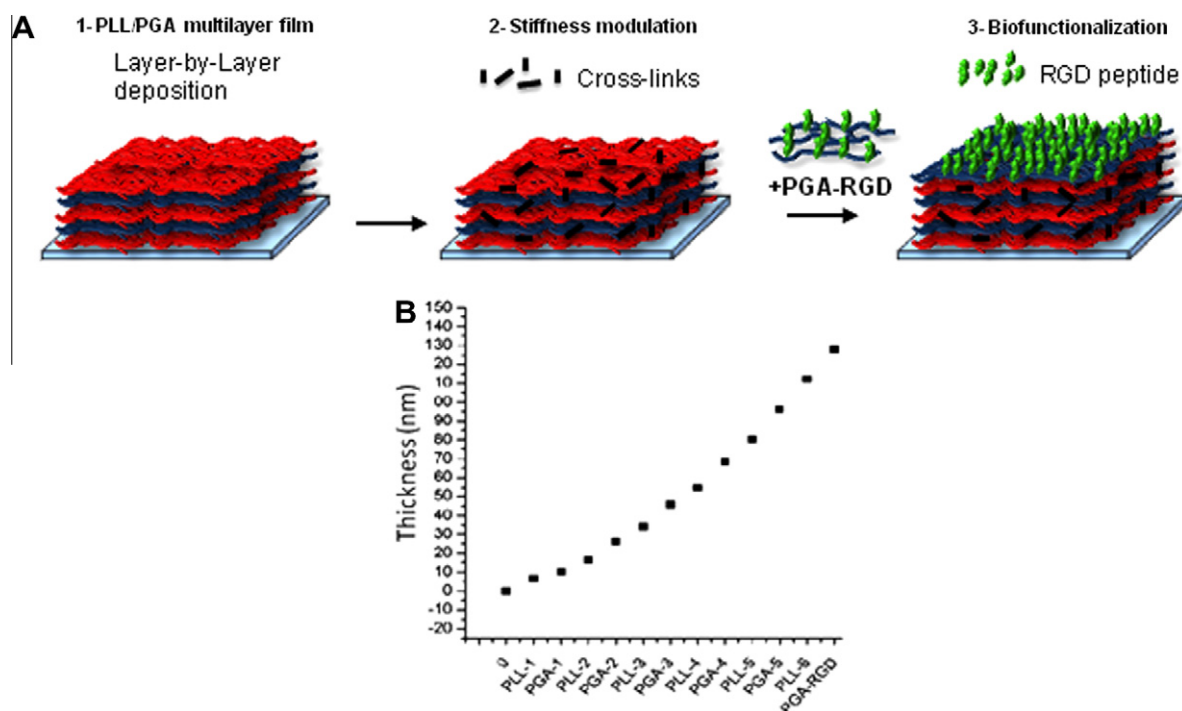 A
1- PLL/PGA multilayer film
Layer-by-Layer
deposition
2- Stiffness modulation
Cross-links
+PGA-RGD
3- Biofunctionalization
RGD peptide
B
Thickness (nm)
150
140
130
20
10
00
90
80
70
60
50
40
30
20
10
0
-10
-20
0
PLL-1
PGA-1
PLL-2
PGA-2
PLL-3
PGA-3
PLL-4
PGA-4
PLL-5
PGA-5
PLL-6
PGA-RGD